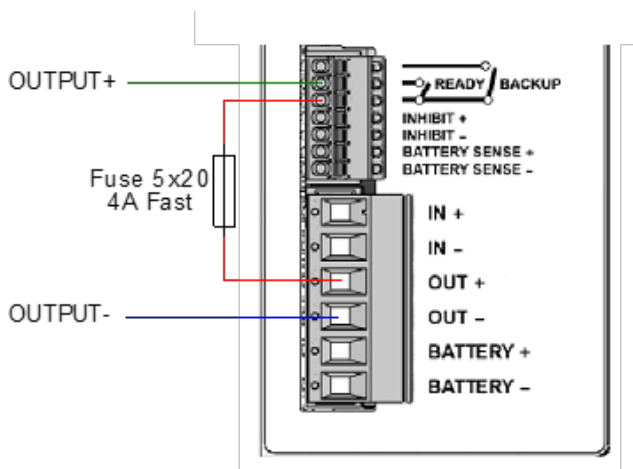 OUTPUT+
READY BACKUP
INHIBIT +
INHIBIT -
BATTERY SENSE +
BATTERY SENSE -
Fuse 5x20
4A Fast
IN +
IN -
OUT +
OUTPUT-
OUT -
BATTERY +
BATTERY -